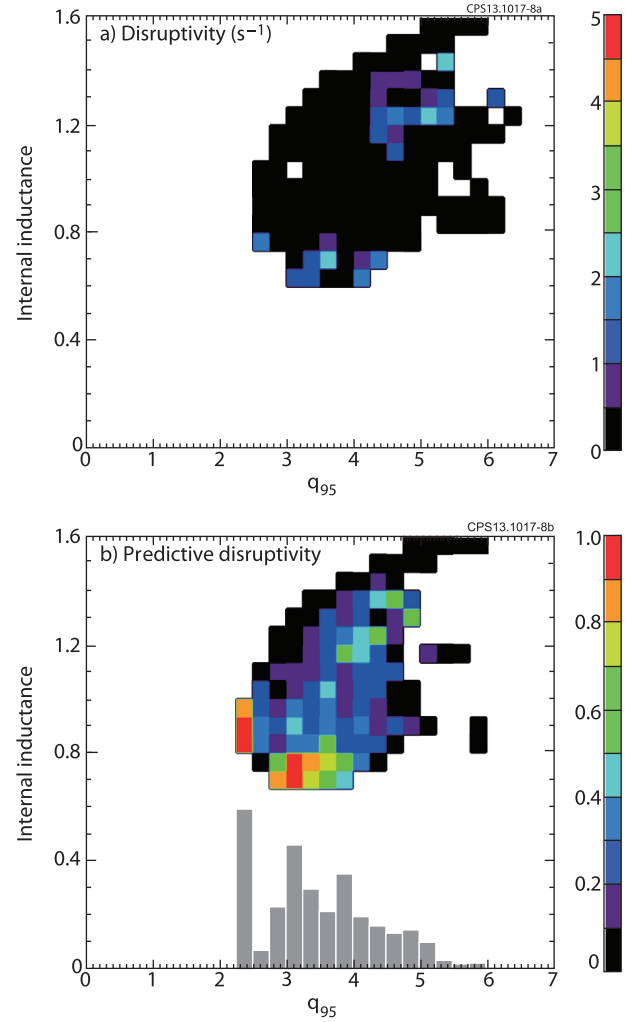 CPS13.1017-8a
a) Disruptivity (s⁻¹)
1.6
1.2
0.8
0.4
0
Internal inductance
0 1 2 3 4 5 6 7
q₉₅
5
4
3
2
1
0
CPS13.1017-8b
b) Predictive disruptivity
1.6
1.2
0.8
0.4
0
Internal inductance
0 1 2 3 4 5 6 7
q₉₅
1.0
0.8
0.6
0.4
0.2
0